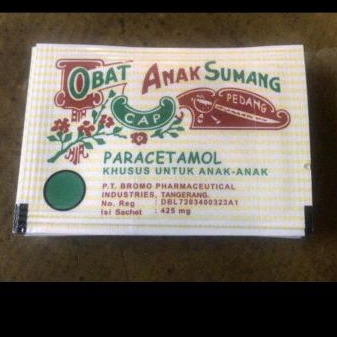 OBAT ANAK SUMANG
CAP PEDANG
PARACETAMOL
KHUSUS UNTUK ANAK-ANAK
P.T. BROMO PHARMACEUTICAL
INDUSTRIES, TANGERANG.
No. Reg : DBL7283400323A1
Isi Sachet : 425 mg